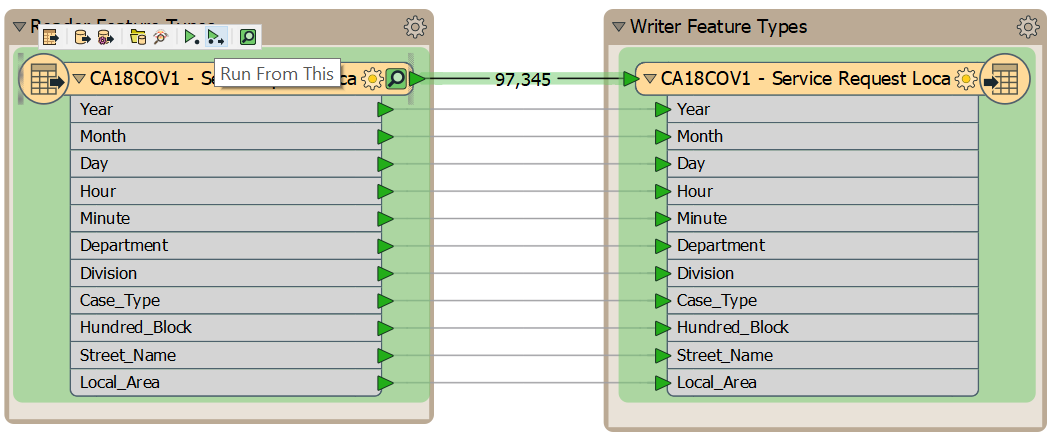 Reader Feature Types
Run From This
CA18COV1 - Se
Loca
Year
Month
Day
Hour
Minute
Department
Division
Case_Type
Hundred_Block
Street_Name
Local_Area
97,345
Writer Feature Types
CA18COV1 - Service Request Loca
Year
Month
Day
Hour
Minute
Department
Division
Case_Type
Hundred_Block
Street_Name
Local_Area